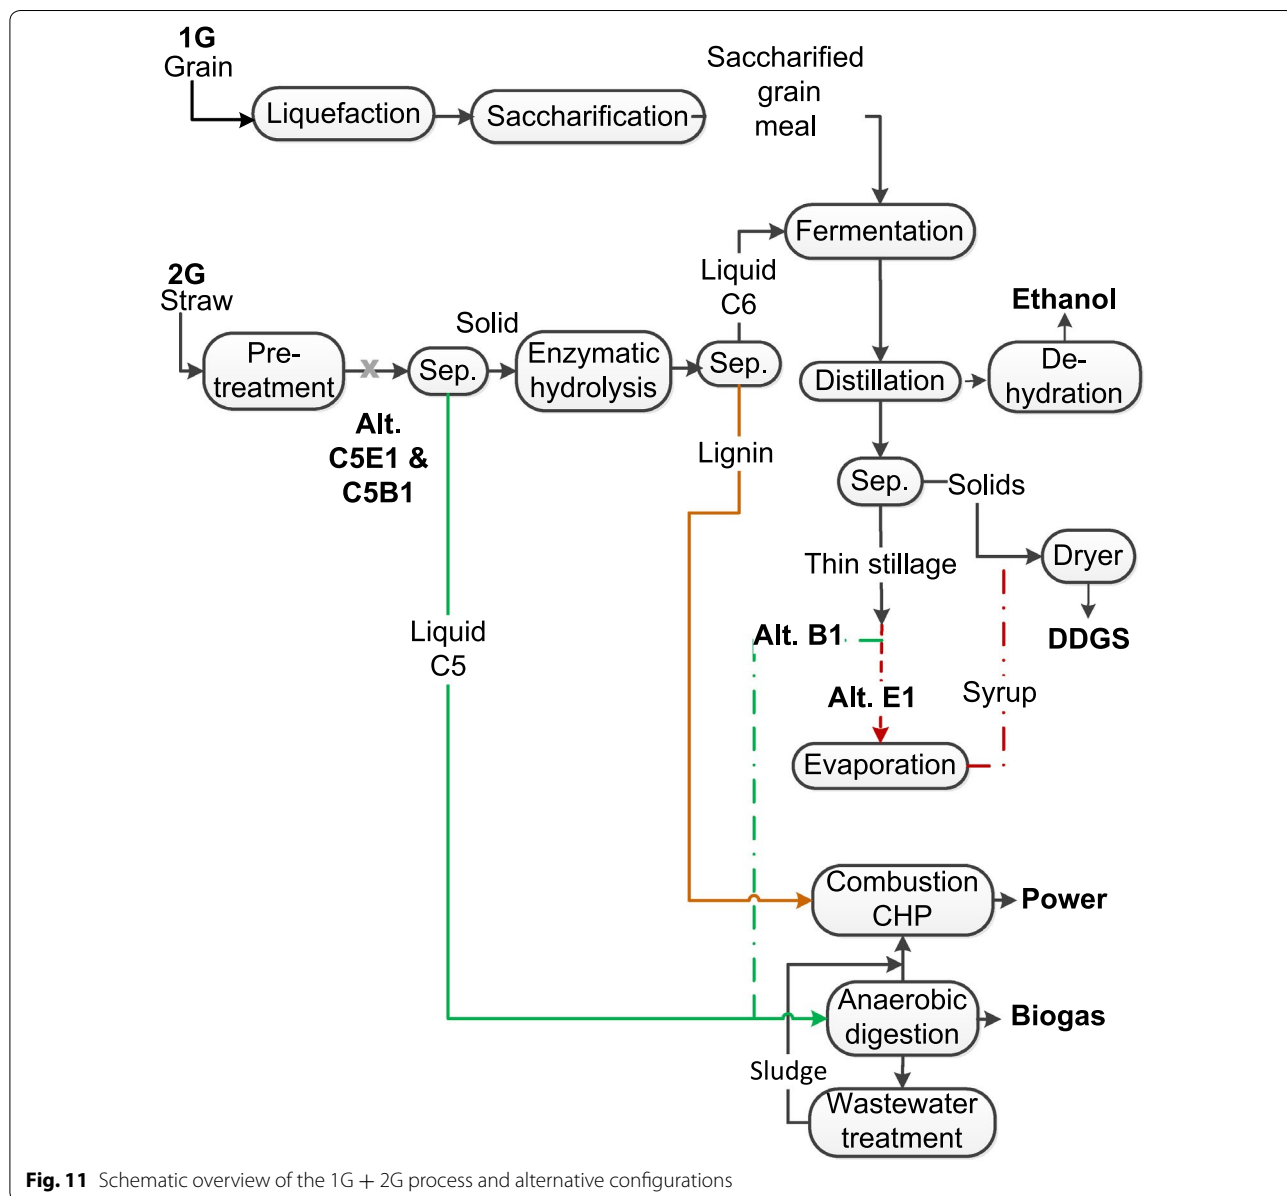 1G
Grain
Liquefaction
Saccharification
Saccharified
grain
meal
Fermentation
2G
Straw
Pre-
treatment
X
Sep.
Solid
Enzymatic
hydrolysis
Sep.
Liquid
C6
Alt.
C5E1 &
C5B1
Lignin
Distillation
De-
hydration
Ethanol
Sep.
Solids
Dryer
DDGS
Thin stillage
Alt. B1
Alt. E1
Syrup
Evaporation
Liquid
C5
Combustion
CHP
Power
Anaerobic
digestion
Biogas
Sludge
Wastewater
treatment
Fig. 11 Schematic overview of the 1G + 2G process and alternative configurations